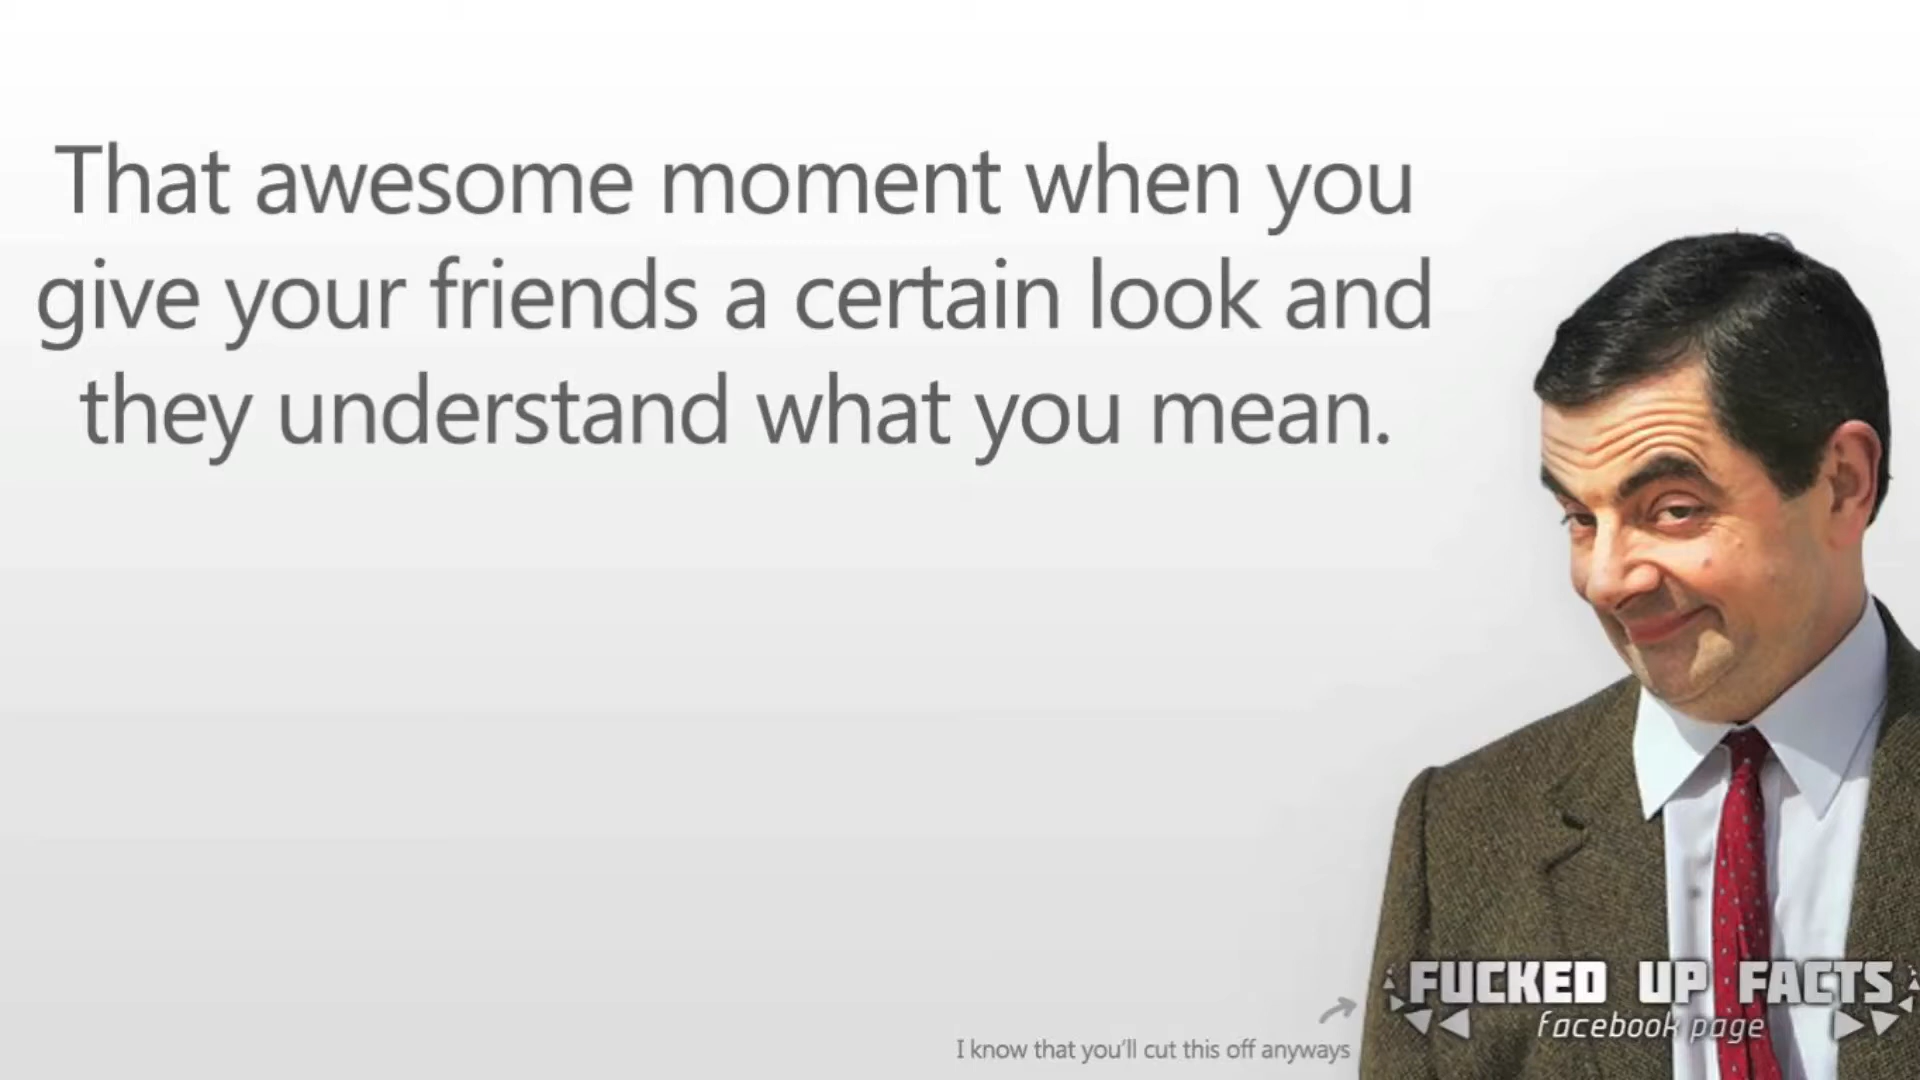 That awesome moment when you
give your friends a certain look and
they understand what you mean.
FUCKED UP FACTS
facebook page
I know that you'll cut this off anyways